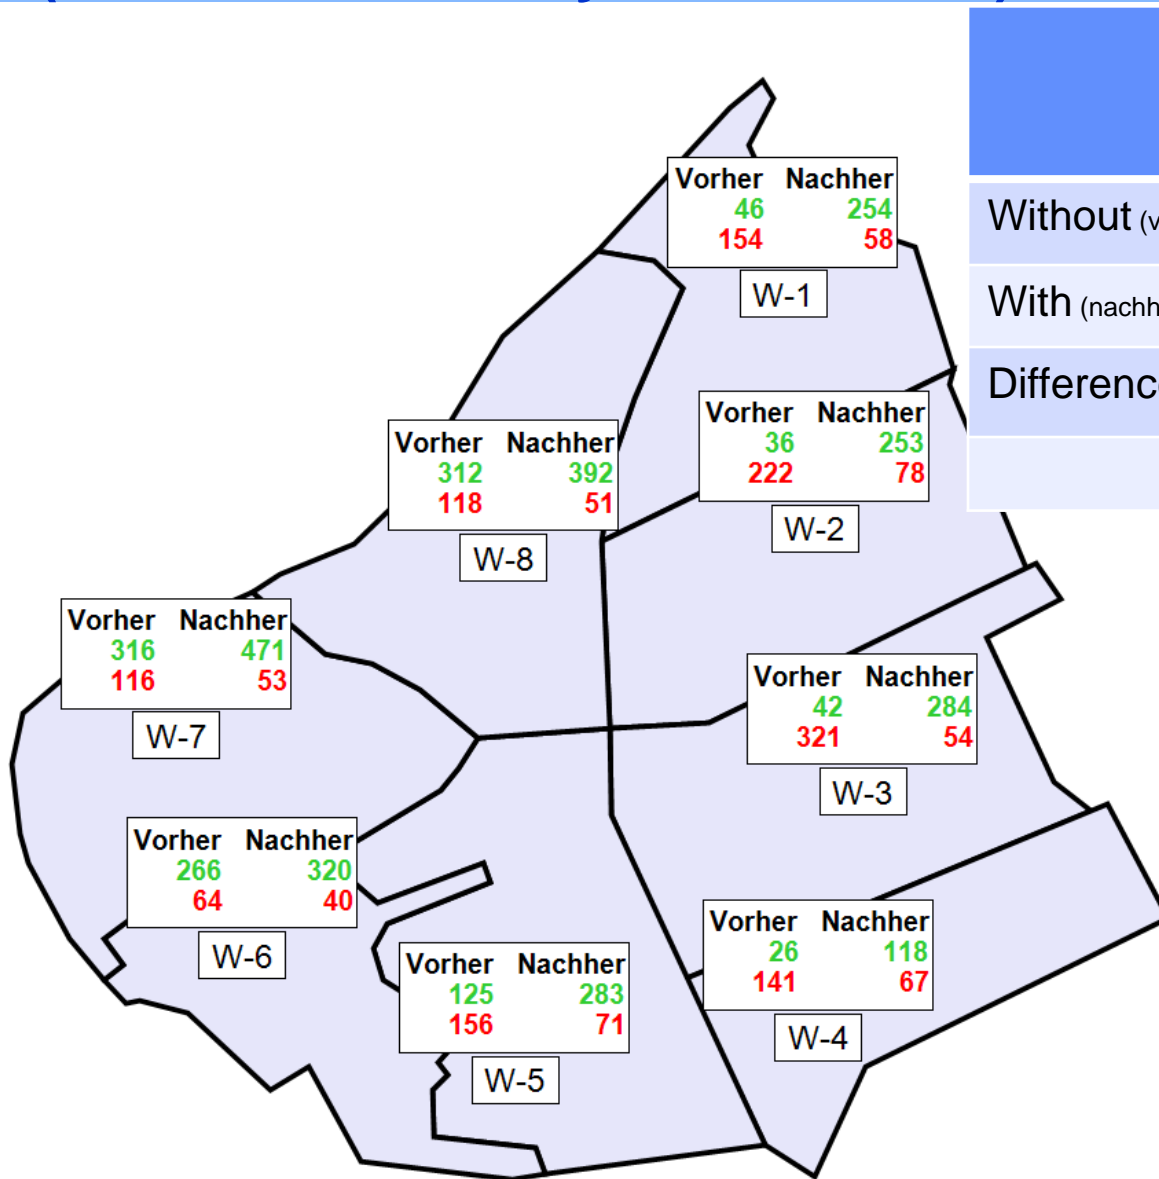 Without (v
With (nachh
Differenc
Vorher Nachher
46 254
154 58
W-1
Vorher Nachher
36 253
222 78
W-2
Vorher Nachher
312 392
118 51
W-8
Vorher Nachher
316 471
116 53
W-7
Vorher Nachher
42 284
321 54
W-3
Vorher Nachher
266 320
64 40
W-6
Vorher Nachher
26 118
141 67
W-4
Vorher Nachher
125 283
156 71
W-5